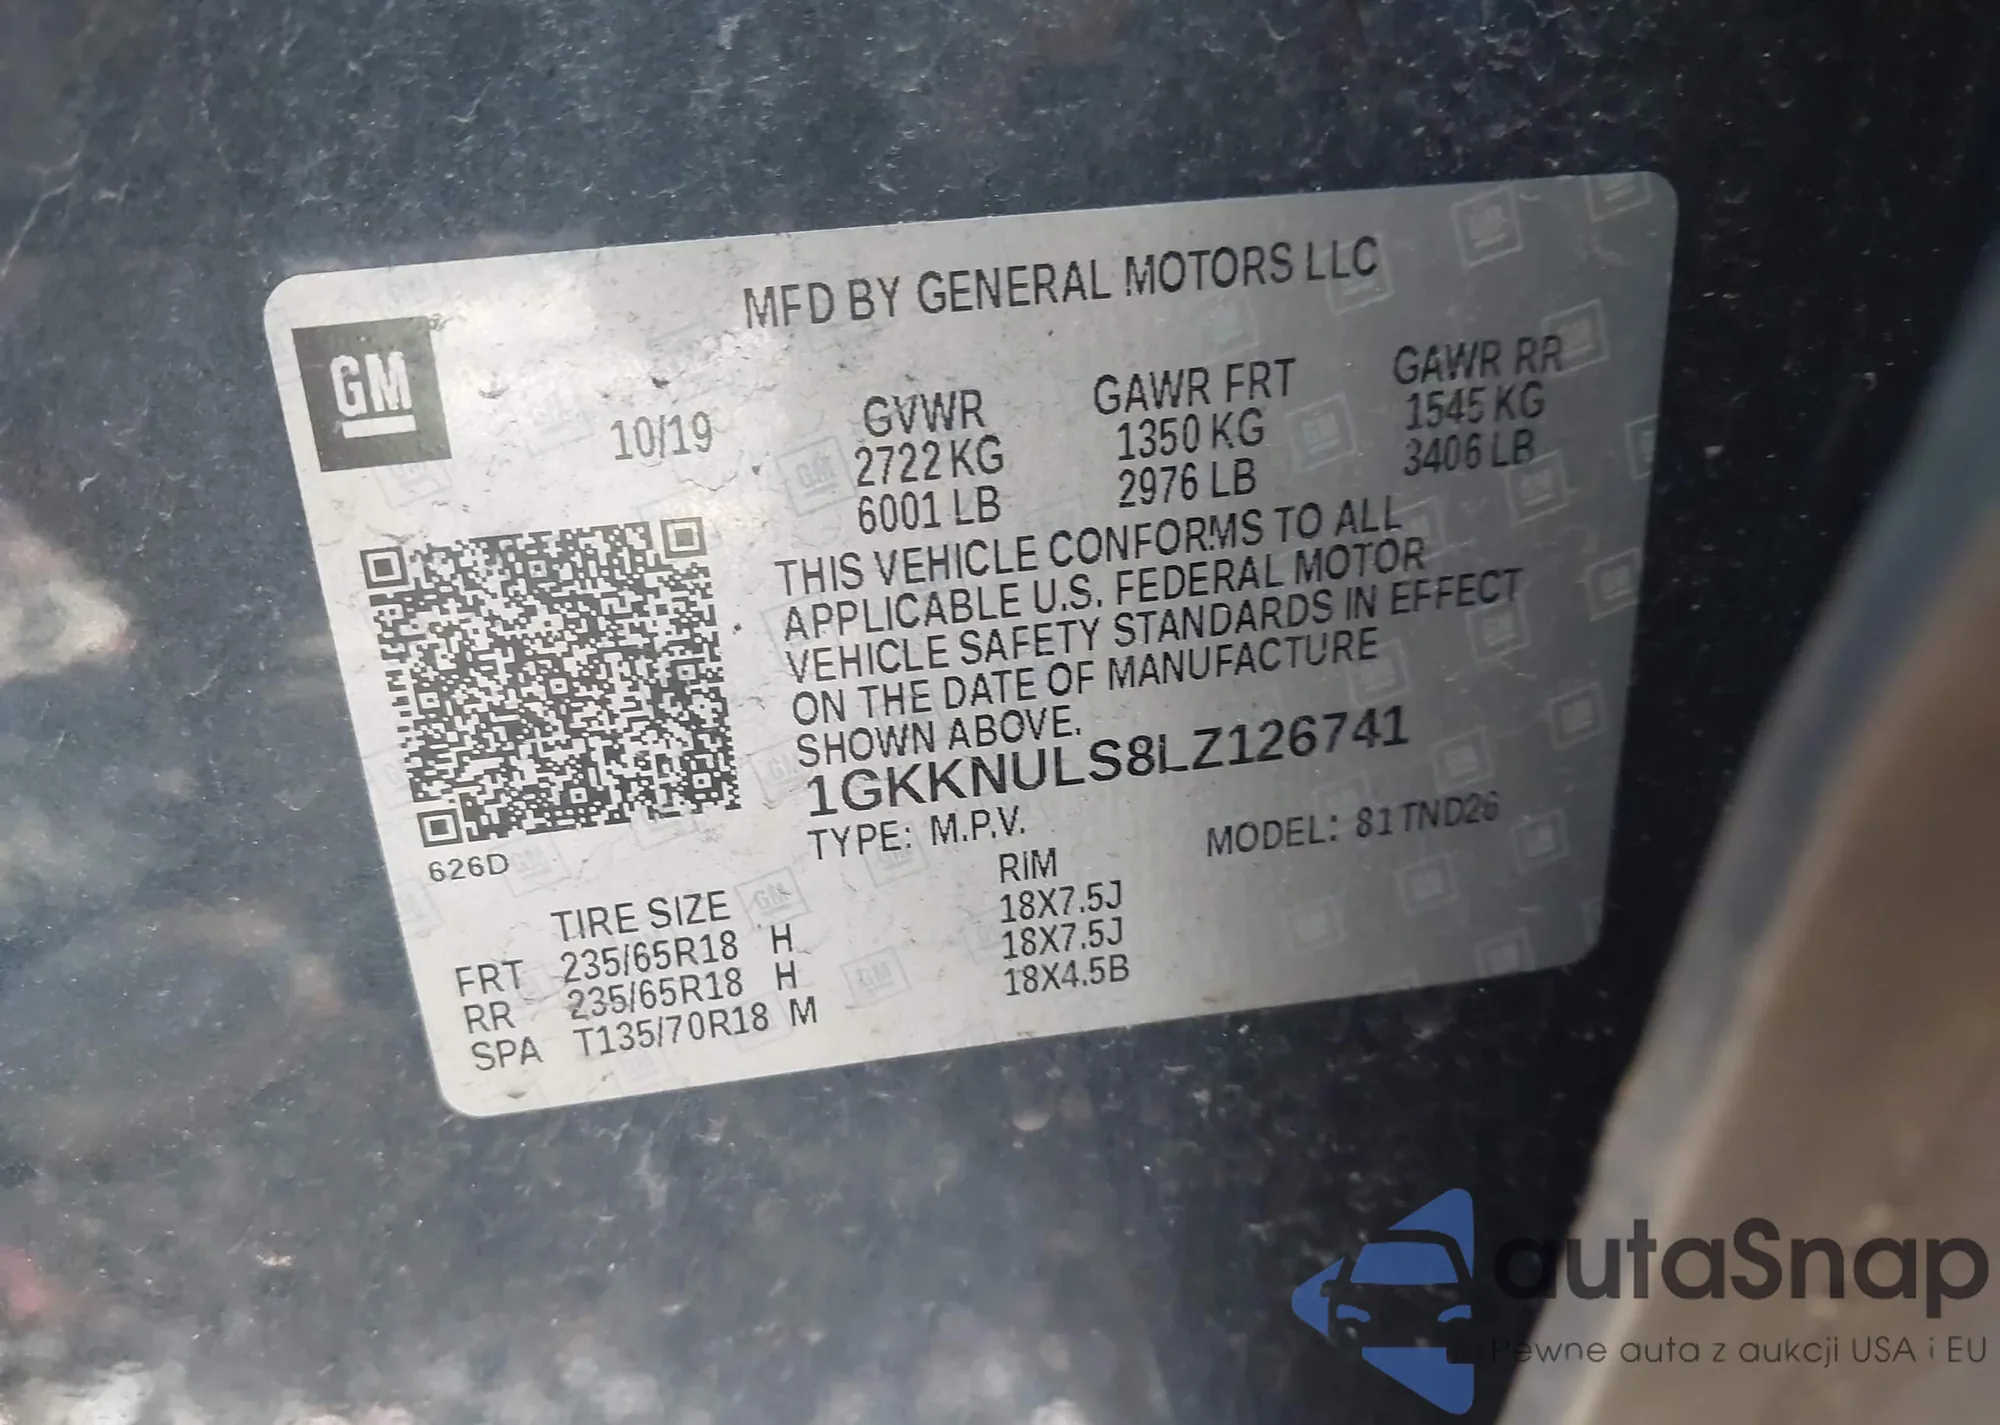 MFD BY GENERAL MOTORS LLC
GM
10/19
GVWR GAWR FRT GAWR RR
2722 KG 1350 KG 1545 KG
6001 LB 2976 LB 3406 LB
THIS VEHICLE CONFORMS TO ALL
APPLICABLE U.S. FEDERAL MOTOR
VEHICLE SAFETY STANDARDS IN EFFECT
ON THE DATE OF MANUFACTURE
SHOWN ABOVE.
1GKKNULS8LZ126741
TYPE: M.P.V. MODEL: 81TND26
626D
TIRE SIZE RIM
FRT 235/65R18 H 18X7.5J
RR 235/65R18 H 18X7.5J
SPA T135/70R18 M 18X4.5B
autaSnap
Pewne auta z aukcji USA i EU